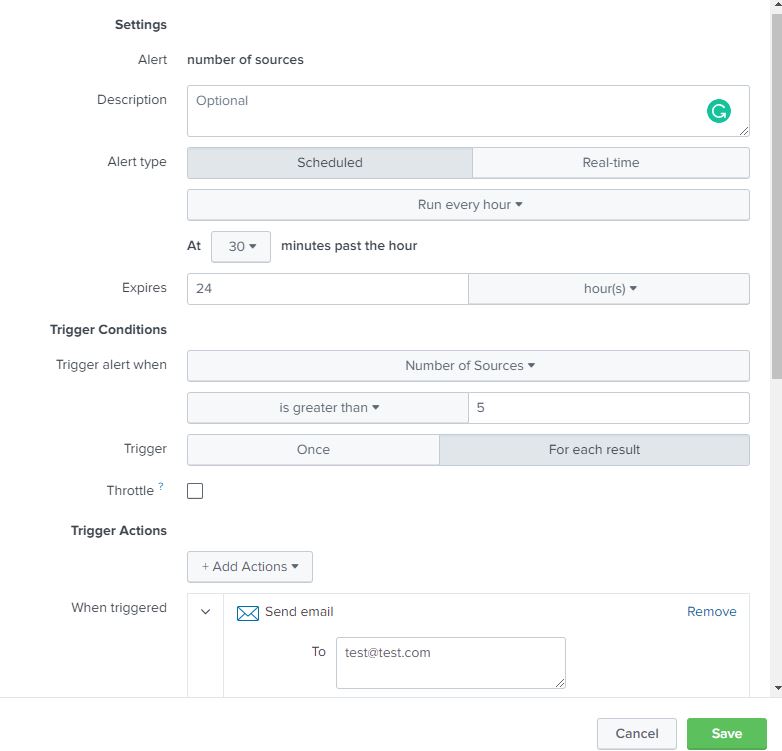 Settings
Alert number of sources
Description Optional
Alert type Scheduled Real-time
Run every hour
At 30 minutes past the hour
Expires 24 hour(s)
Trigger Conditions
Trigger alert when Number of Sources
is greater than 5
Trigger Once For each result
Throttle ?
Trigger Actions
+ Add Actions
When triggered Send email Remove
To test@test.com
Cancel Save